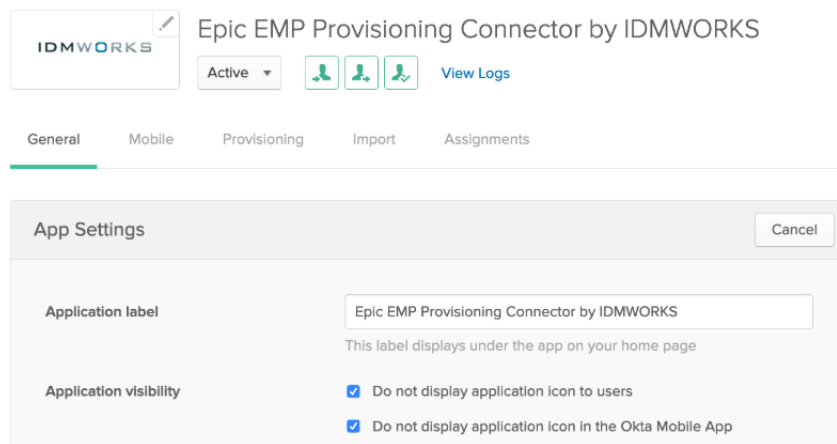 IDMWORKS
Epic EMP Provisioning Connector by IDMWORKS
Active
View Logs
General Mobile Provisioning Import Assignments
App Settings Cancel
Application label Epic EMP Provisioning Connector by IDMWORKS
This label displays under the app on your home page
Application visibility Do not display application icon to users
Do not display application icon in the Okta Mobile App